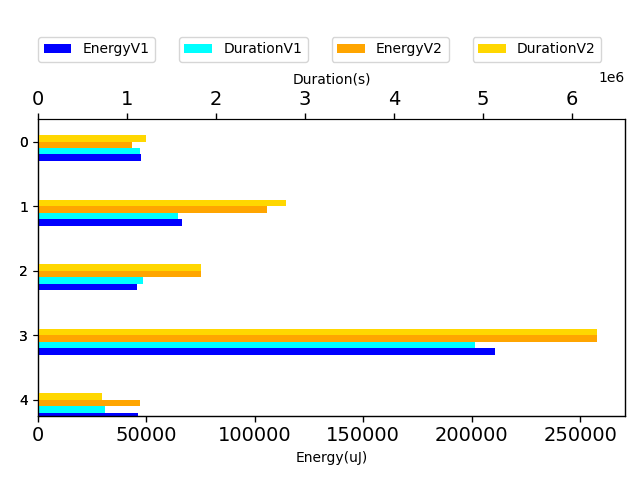 EnergyV1 DurationV1 EnergyV2 DurationV2
Duration(s) 1e6
0 1 2 3 4 5 6
0
1
2
3
4
0 50000 100000 150000 200000 250000
Energy(uJ)